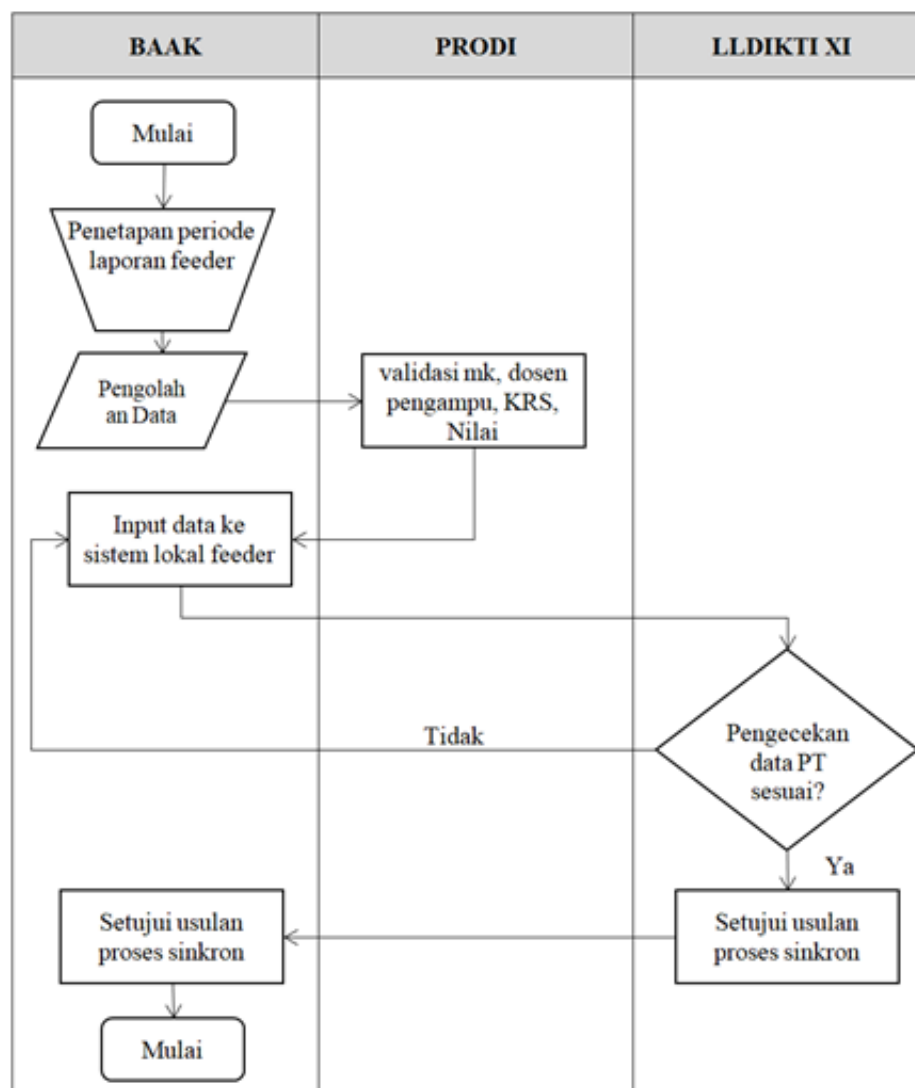 BAAK
PRODI
LLDIKTI XI
Mulai
Penetapan periode
laporan feeder
Pengolah
an Data
validasi mk, dosen
pengampu, KRS,
Nilai
Input data ke
sistem lokal feeder
Tidak
Pengecekan
data PT
sesuai?
Ya
Setujui usulan
proses sinkron
Setujui usulan
proses sinkron
Mulai